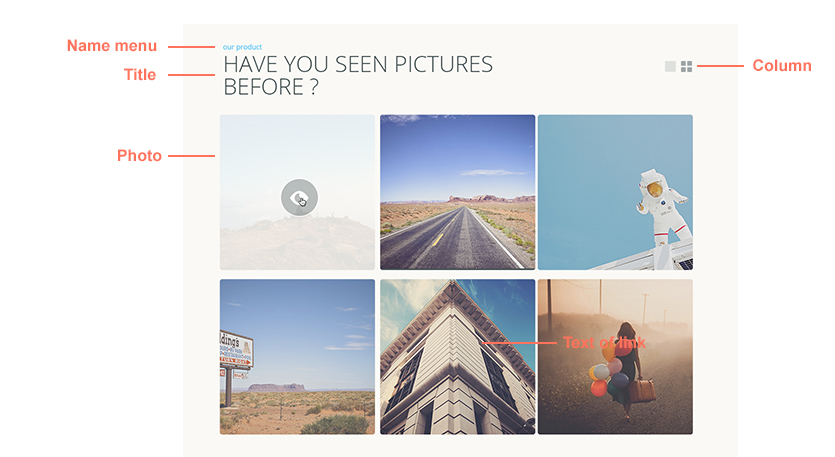 Name menu
our product
Title
HAVE YOU SEEN PICTURES
BEFORE ?
Column
Photo
Text of link